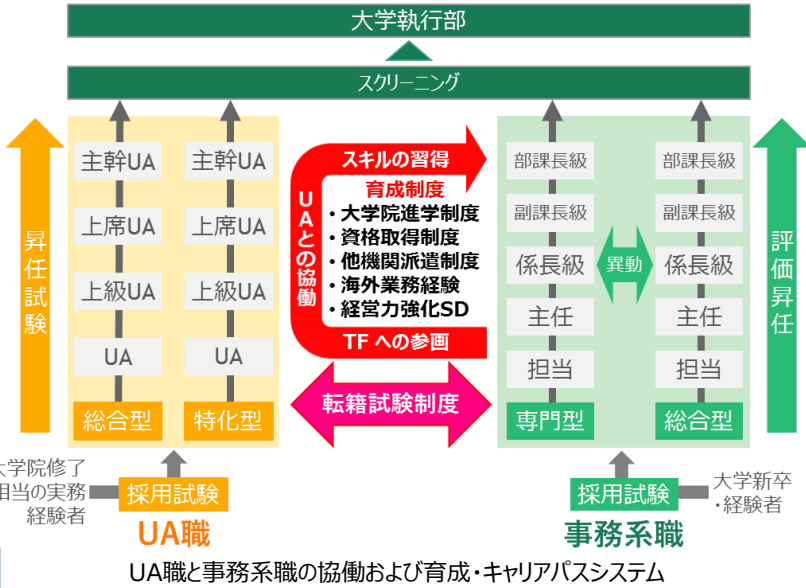 大学執行部
スクリーニング
昇任試験
主幹UA
上席UA
上級UA
UA
総合型
主幹UA
上席UA
上級UA
UA
特化型
スキルの習得
UAとの協働
育成制度
・大学院進学制度
・資格取得制度
・他機関派遣制度
・海外業務経験
・経営力強化SD
TFへの参画
転籍試験制度
部課長級
副課長級
係長級
主任
担当
専門型
異動
部課長級
副課長級
係長級
主任
担当
総合型
評価昇任
大学院修了
相当の実務
経験者
採用試験
UA職
採用試験
事務系職
大学新卒
・経験者
UA職と事務系職の協働および育成・キャリアパスシステム